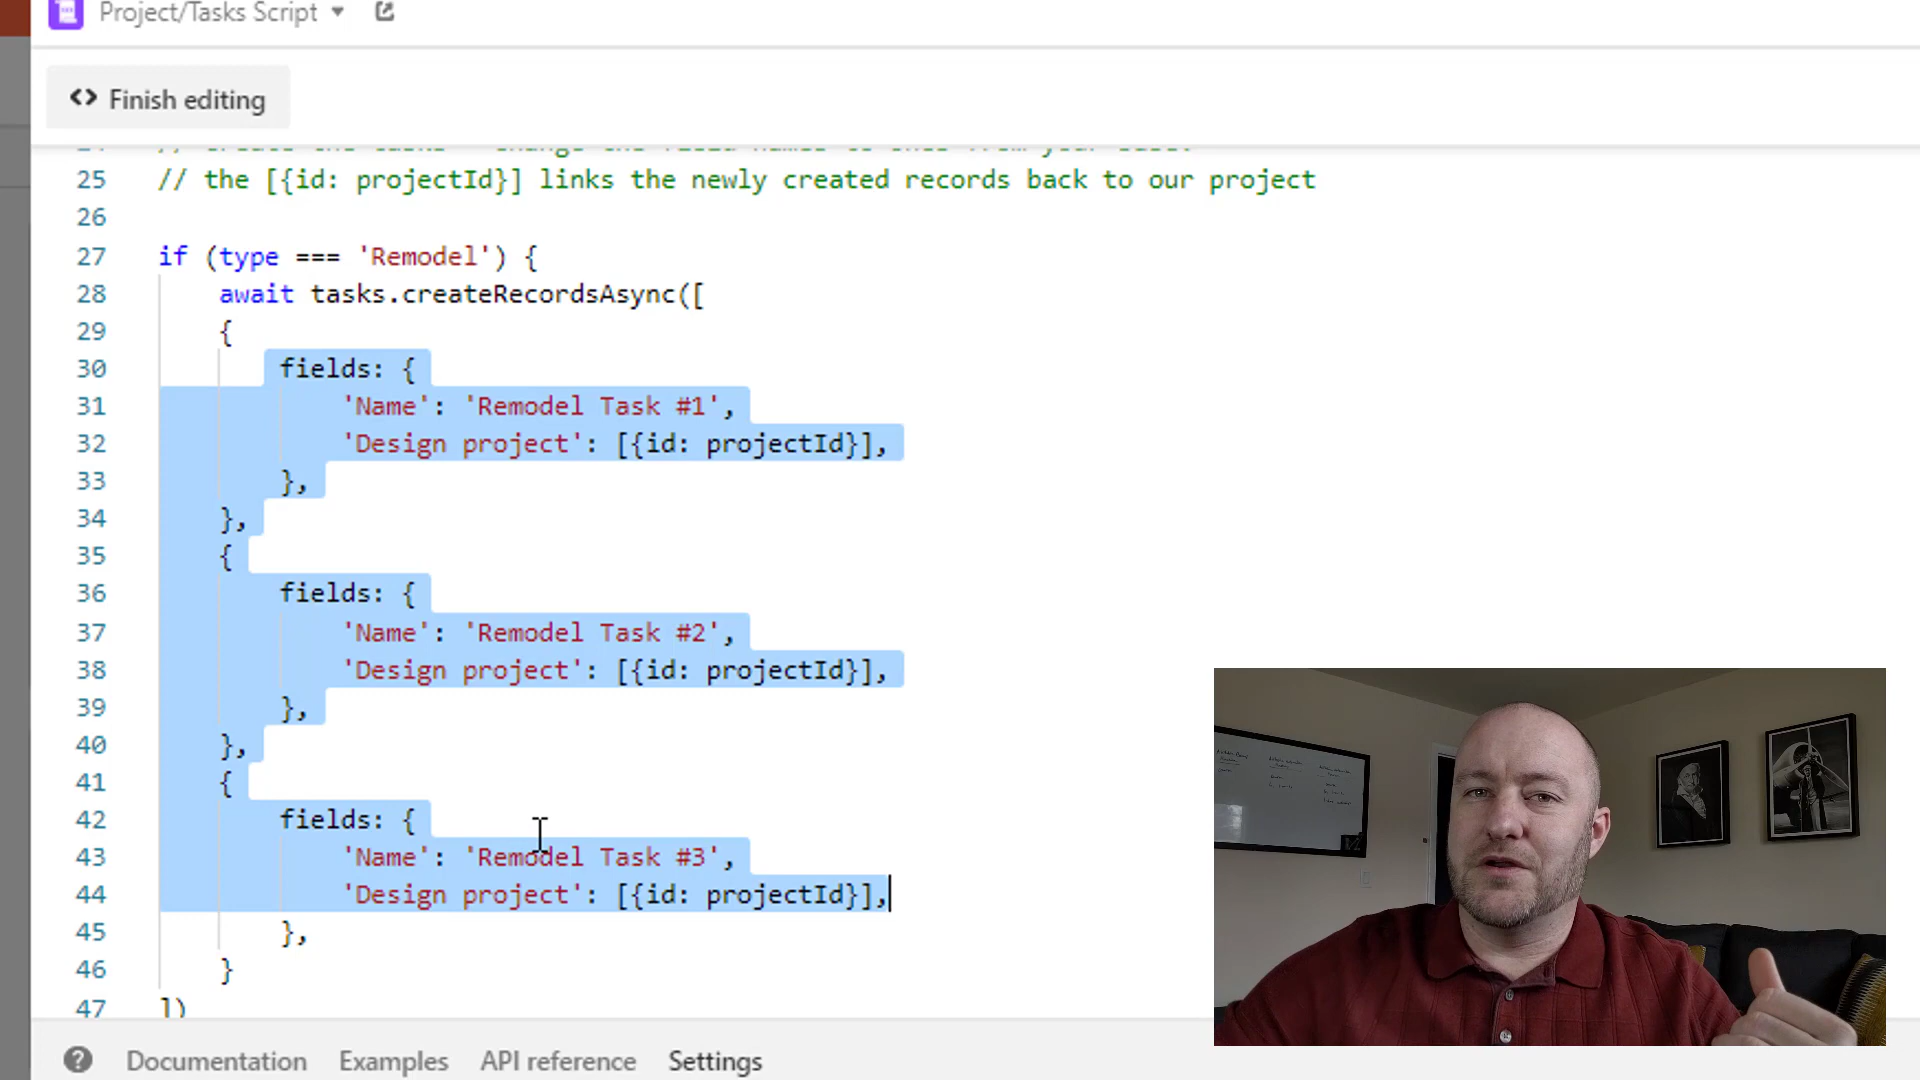 Project/Tasks Script
<> Finish editing
25 // the [{id: projectId}] links the newly created records back to our project
26
27 if (type === 'Remodel') {
28 await tasks.createRecordsAsync([
29 {
30 fields: {
31 'Name': 'Remodel Task #1',
32 'Design project': [{id: projectId}],
33 },
34 },
35 {
36 fields: {
37 'Name': 'Remodel Task #2',
38 'Design project': [{id: projectId}],
39 },
40 },
41 {
42 fields: {
43 'Name': 'Remodel Task #3',
44 'Design project': [{id: projectId}],
45 },
46 }
47 ])
? Documentation Examples API reference Settings